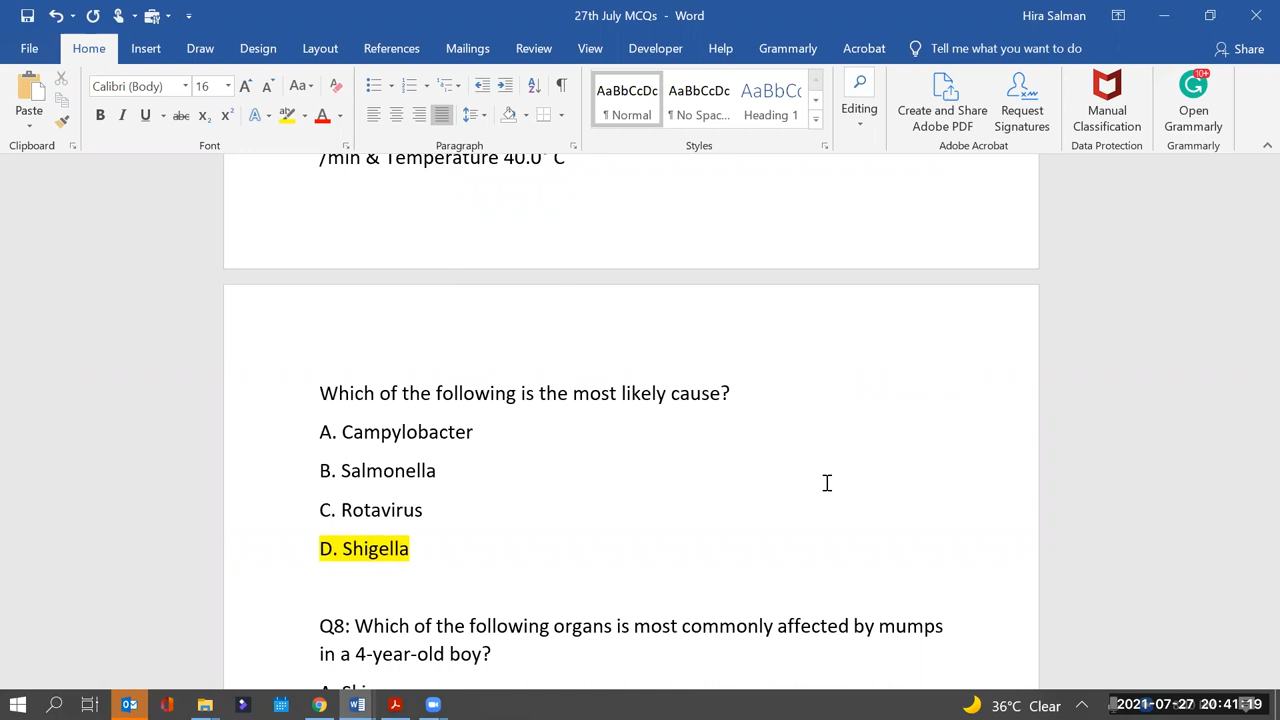 27th July MCQs - Word
Hira Salman
File Home Insert Draw Design Layout References Mailings Review View Developer Help Grammarly Acrobat Tell me what you want to do Share
Paste
Calibri (Body) 16
AaBbCcDc AaBbCcDc AaBbCc
¶ Normal ¶ No Spac... Heading 1
Editing
Create and Share
Adobe PDF
Request
Signatures
Manual
Classification
10+
Open
Grammarly
Clipboard Font Paragraph Styles Adobe Acrobat Data Protection Grammarly
/min & Temperature 40.0° C
Which of the following is the most likely cause?
A. Campylobacter
B. Salmonella
C. Rotavirus
D. Shigella
Q8: Which of the following organs is most commonly affected by mumps
in a 4-year-old boy?
36°C Clear
2021-07-27 20:41:19